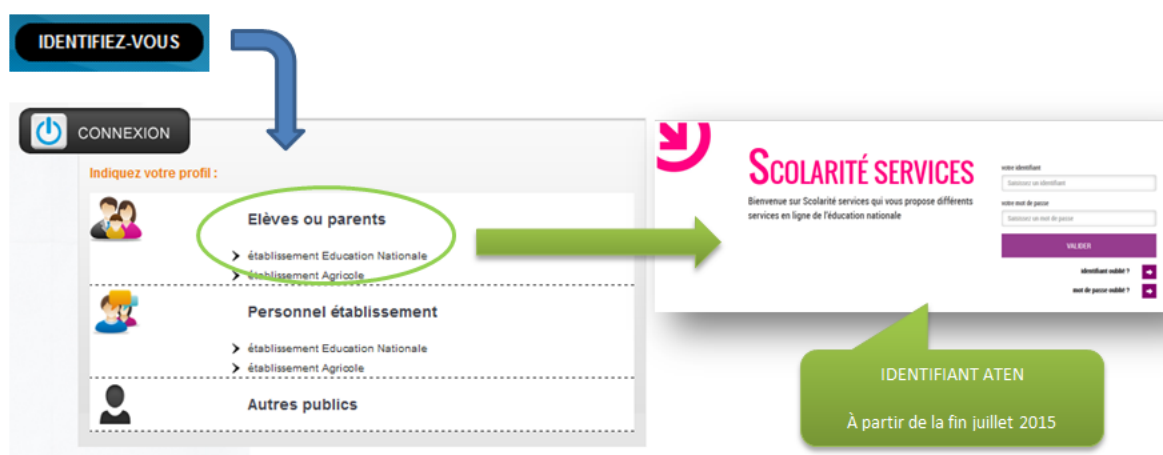 IDENTIFIEZ-VOUS
CONNEXION
Indiquez votre profil :
Elèves ou parents
établissement Education Nationale
établissement Agricole
Personnel établissement
établissement Education Nationale
établissement Agricole
Autres publics
SCOLARITÉ SERVICES
Bienvenue sur Scolarité services qui vous propose différents
services en ligne de l'éducation nationale
votre identifiant
Saisissez un identifiant
votre mot de passe
Saisissez un mot de passe
VALIDER
identifiant oublié ?
mot de passe oublié ?
IDENTIFIANT ATEN
À partir de la fin juillet 2015